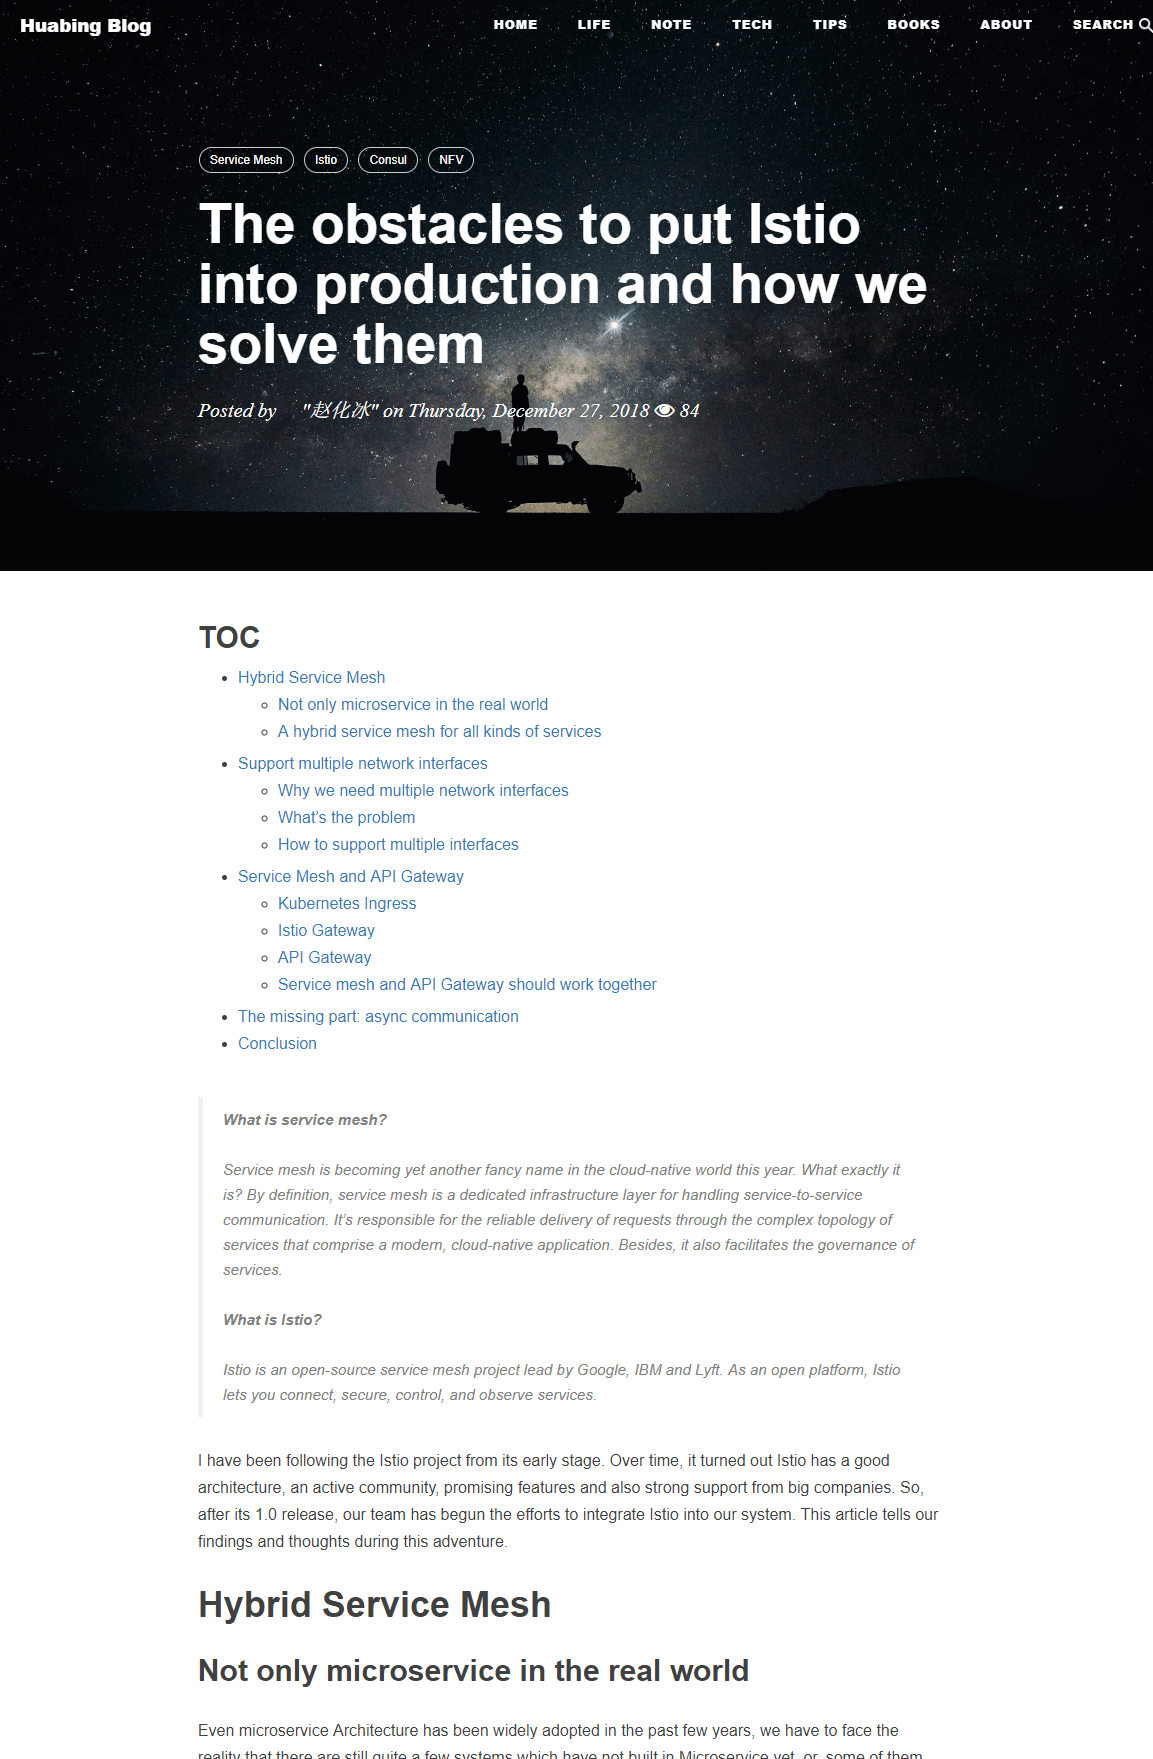 Huabing Blog
HOME LIFE NOTE TECH TIPS BOOKS ABOUT SEARCH
Service Mesh Istio Consul NFV
The obstacles to put Istio
into production and how we
solve them
Posted by "赵化冰" on Thursday, December 27, 2018 84
TOC
Hybrid Service Mesh
Not only microservice in the real world
A hybrid service mesh for all kinds of services
Support multiple network interfaces
Why we need multiple network interfaces
What's the problem
How to support multiple interfaces
Service Mesh and API Gateway
Kubernetes Ingress
Istio Gateway
API Gateway
Service mesh and API Gateway should work together
The missing part: async communication
Conclusion
What is service mesh?
Service mesh is becoming yet another fancy name in the cloud-native world this year. What exactly it
is? By definition, service mesh is a dedicated infrastructure layer for handling service-to-service
communication. It's responsible for the reliable delivery of requests through the complex topology of
services that comprise a modern, cloud-native application. Besides, it also facilitates the governance of
services.
What is Istio?
Istio is an open-source service mesh project lead by Google, IBM and Lyft. As an open platform, Istio
lets you connect, secure, control, and observe services.
I have been following the Istio project from its early stage. Over time, it turned out Istio has a good
architecture, an active community, promising features and also strong support from big companies. So,
after its 1.0 release, our team has begun the efforts to integrate Istio into our system. This article tells our
findings and thoughts during this adventure.
Hybrid Service Mesh
Not only microservice in the real world
Even microservice Architecture has been widely adopted in the past few years, we have to face the
reality that there are still quite a few systems which have not built in Microservice yet, or, some of them